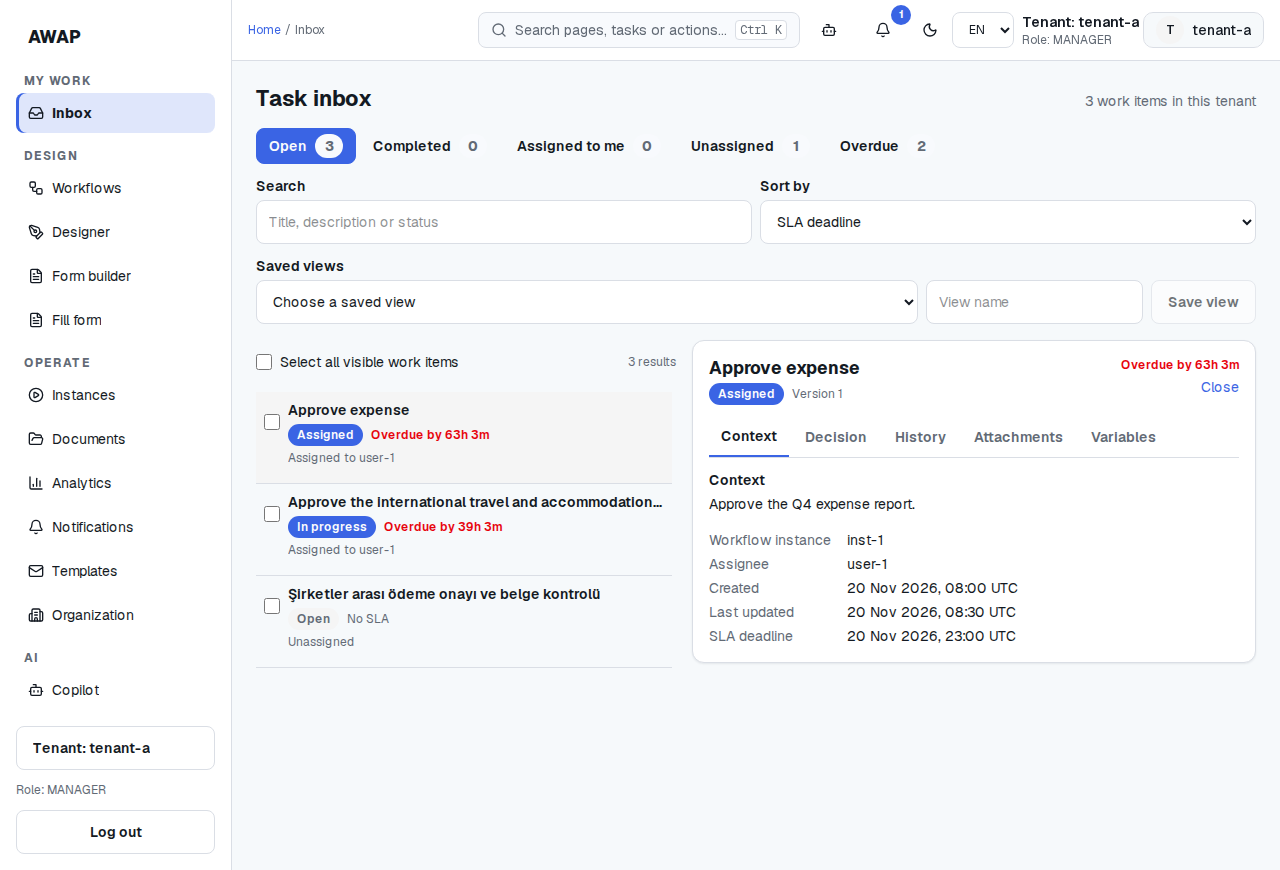 AWAP
MY WORK
Inbox
DESIGN
Workflows
Designer
Form builder
Fill form
OPERATE
Instances
Documents
Analytics
Notifications
Templates
Organization
AI
Copilot
Tenant: tenant-a
Role: MANAGER
Log out
Home / Inbox
Search pages, tasks or actions... Ctrl K
1
EN
Tenant: tenant-a
Role: MANAGER
T tenant-a
Task inbox
3 work items in this tenant
Open 3 Completed 0 Assigned to me 0 Unassigned 1 Overdue 2
Search
Title, description or status
Sort by
SLA deadline
Saved views
Choose a saved view
View name
Save view
Select all visible work items
3 results
Approve expense
Assigned Overdue by 63h 3m
Assigned to user-1
Approve the international travel and accommodation...
In progress Overdue by 39h 3m
Assigned to user-1
Şirketler arası ödeme onayı ve belge kontrolü
Open No SLA
Unassigned
Approve expense
Overdue by 63h 3m
Assigned Version 1
Close
Context Decision History Attachments Variables
Context
Approve the Q4 expense report.
Workflow instance inst-1
Assignee user-1
Created 20 Nov 2026, 08:00 UTC
Last updated 20 Nov 2026, 08:30 UTC
SLA deadline 20 Nov 2026, 23:00 UTC